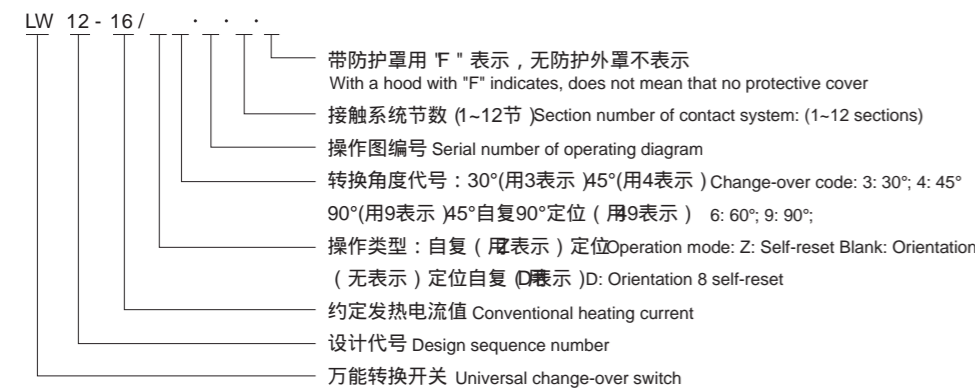 LW 12 - 16 / · · ·
带防护罩用 "F " 表示 , 无防护外罩不表示
With a hood with "F" indicates, does not mean that no protective cover
接触系统节数 (1~12节 )Section number of contact system: (1~12 sections)
操作图编号 Serial number of operating diagram
转换角度代号 : 30°(用3表示 )45°(用4表示 ) Change-over code: 3: 30°; 4: 45°
90°(用9表示 )45°自复90°定位 ( 用49表示 ) 6: 60°; 9: 90°;
操作类型 : 自复 ( 用Z表示 ) 定位Operation mode: Z: Self-reset Blank: Orientation
( 无表示 ) 定位自复 (用D表示 )D: Orientation 8 self-reset
约定发热电流值 Conventional heating current
设计代号 Design sequence number
万能转换开关 Universal change-over switch